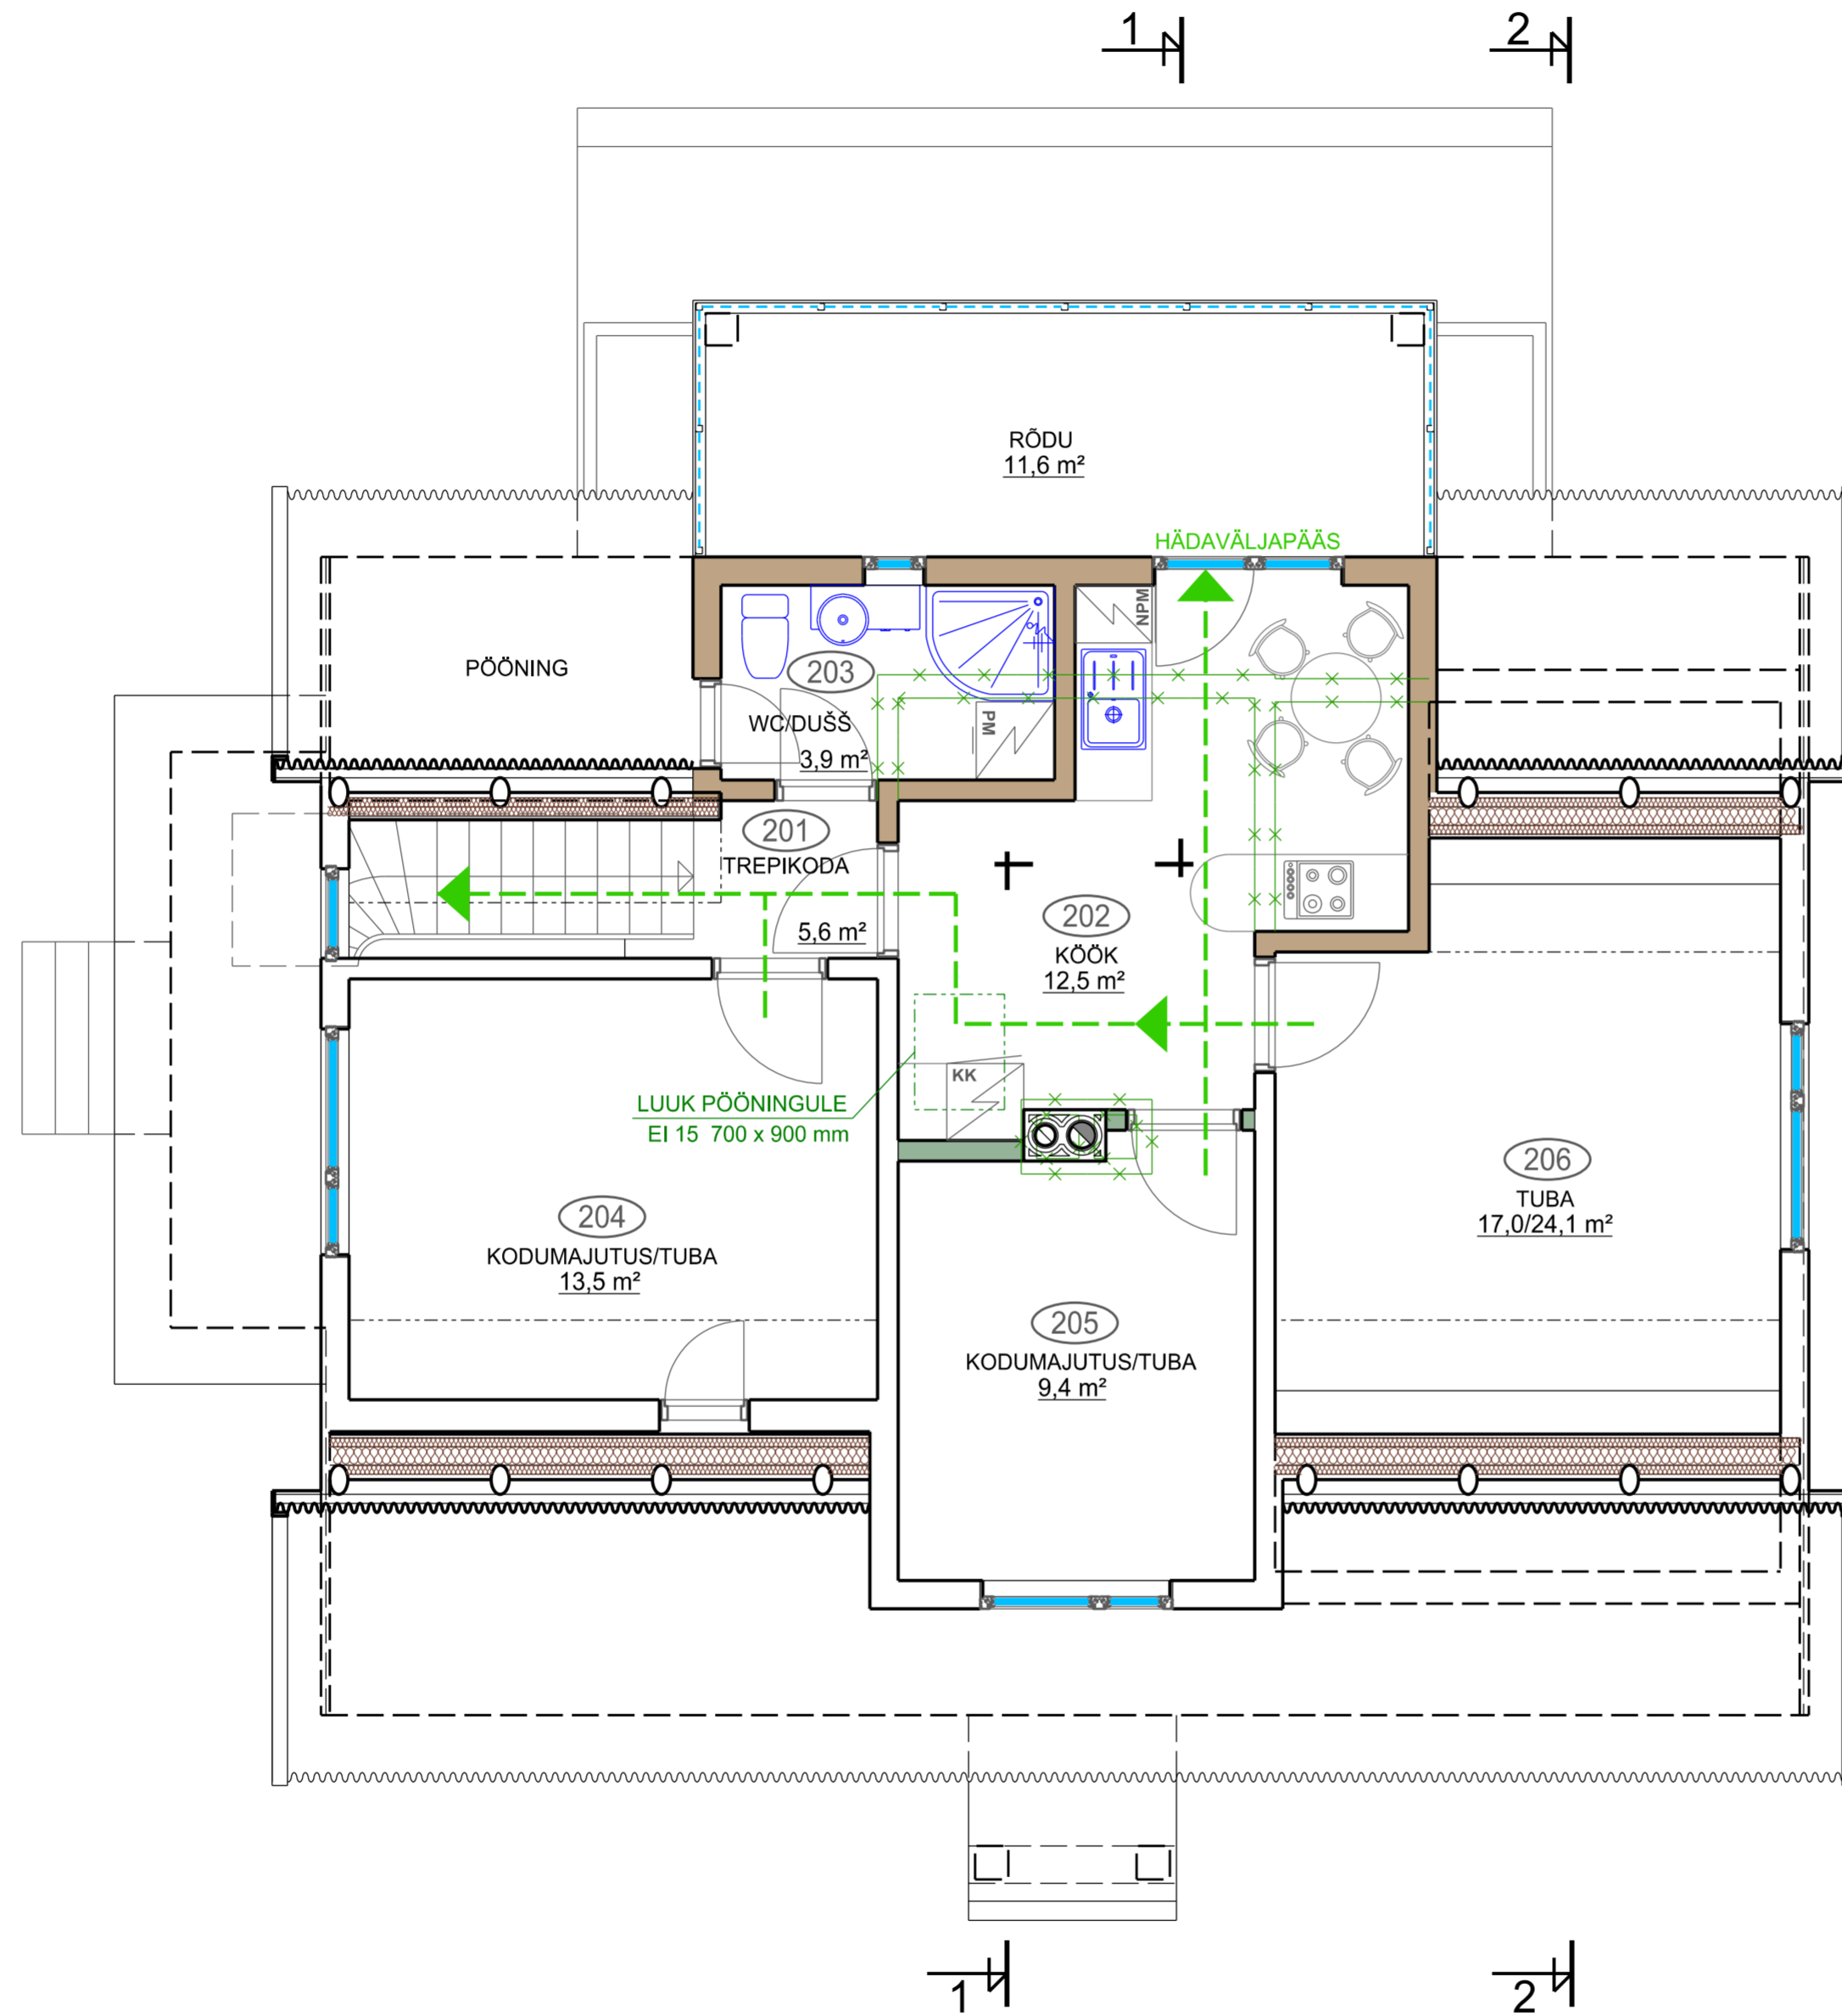 1
2
RÕDU
11,6 m²
HÄDAVÄLJAPÄÄS
NPM
PÖÖNING
203
WC/DUŠŠ
3,9 m²
PM
201
TREPIKODA
5,6 m²
202
KÖÖK
12,5 m²
KK
LUUK PÖÖNINGULE
EI 15 700 x 900 mm
204
KODUMAJUTUS/TUBA
13,5 m²
206
TUBA
17,0/24,1 m²
205
KODUMAJUTUS/TUBA
9,4 m²
1
2